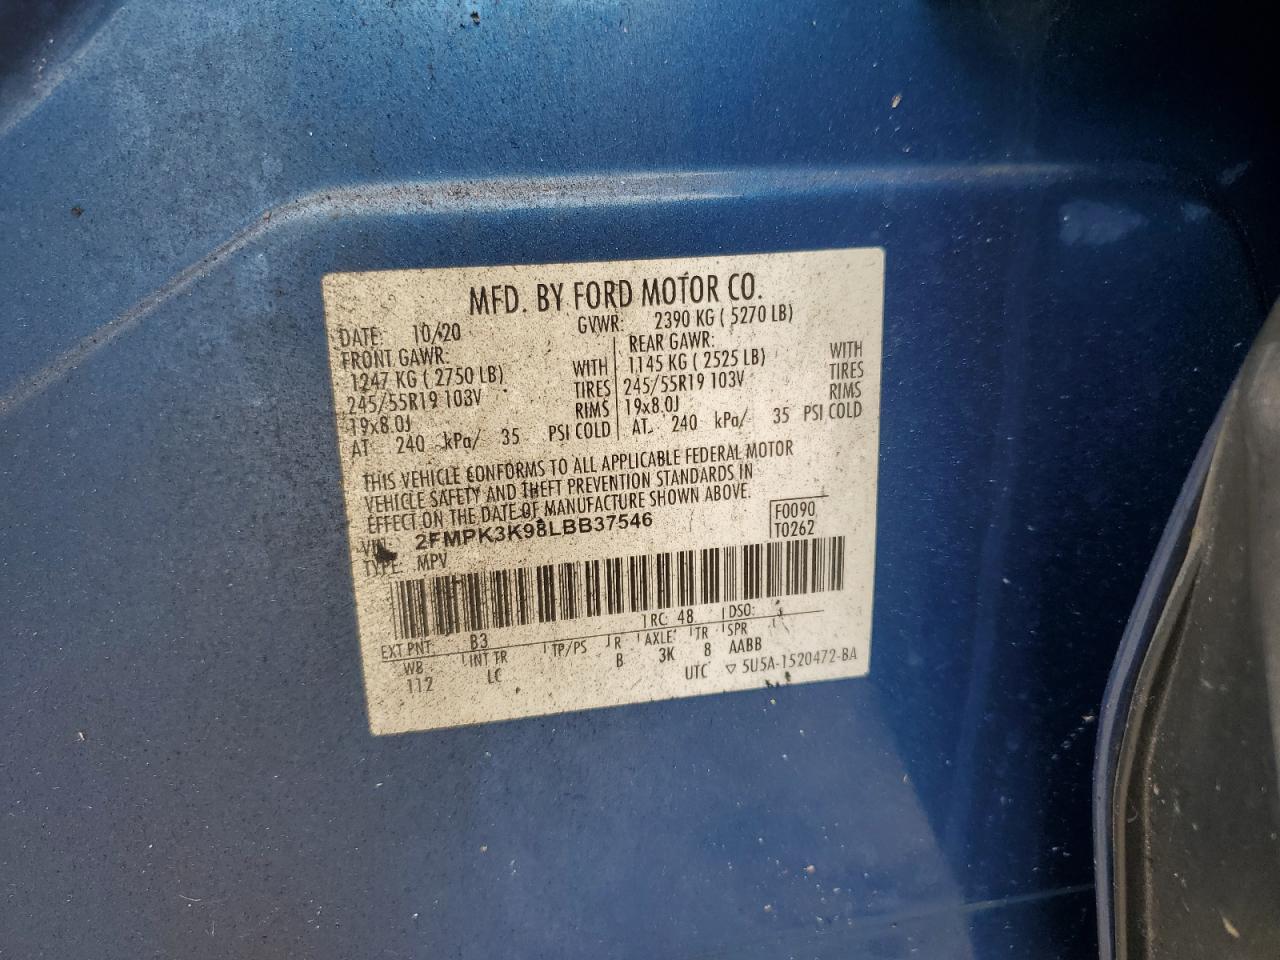 MFD. BY FORD MOTOR CO.
DATE: 10/20 GVWR: 2390 KG ( 5270 LB)
FRONT GAWR: REAR GAWR:
1247 KG ( 2750 LB) WITH 1145 KG ( 2525 LB) WITH
245/55R19 103V TIRES 245/55R19 103V TIRES
19x8.0J RIMS 19x8.0J RIMS
AT 240 kPa/ 35 PSI COLD AT 240 kPa/ 35 PSI COLD
THIS VEHICLE CONFORMS TO ALL APPLICABLE FEDERAL MOTOR
VEHICLE SAFETY AND THEFT PREVENTION STANDARDS IN
EFFECT ON THE DATE OF MANUFACTURE SHOWN ABOVE.
VIN: 2FMPK3K98LBB37546 F0090
TYPE: MPV T0262
EXT PNT: B3 RC: 48 DSO:
WB INT TR TP/PS R AXLE TR SPR
112 LC B 3K 8 AABB
UTC ▽ 5U5A-1520472-BA